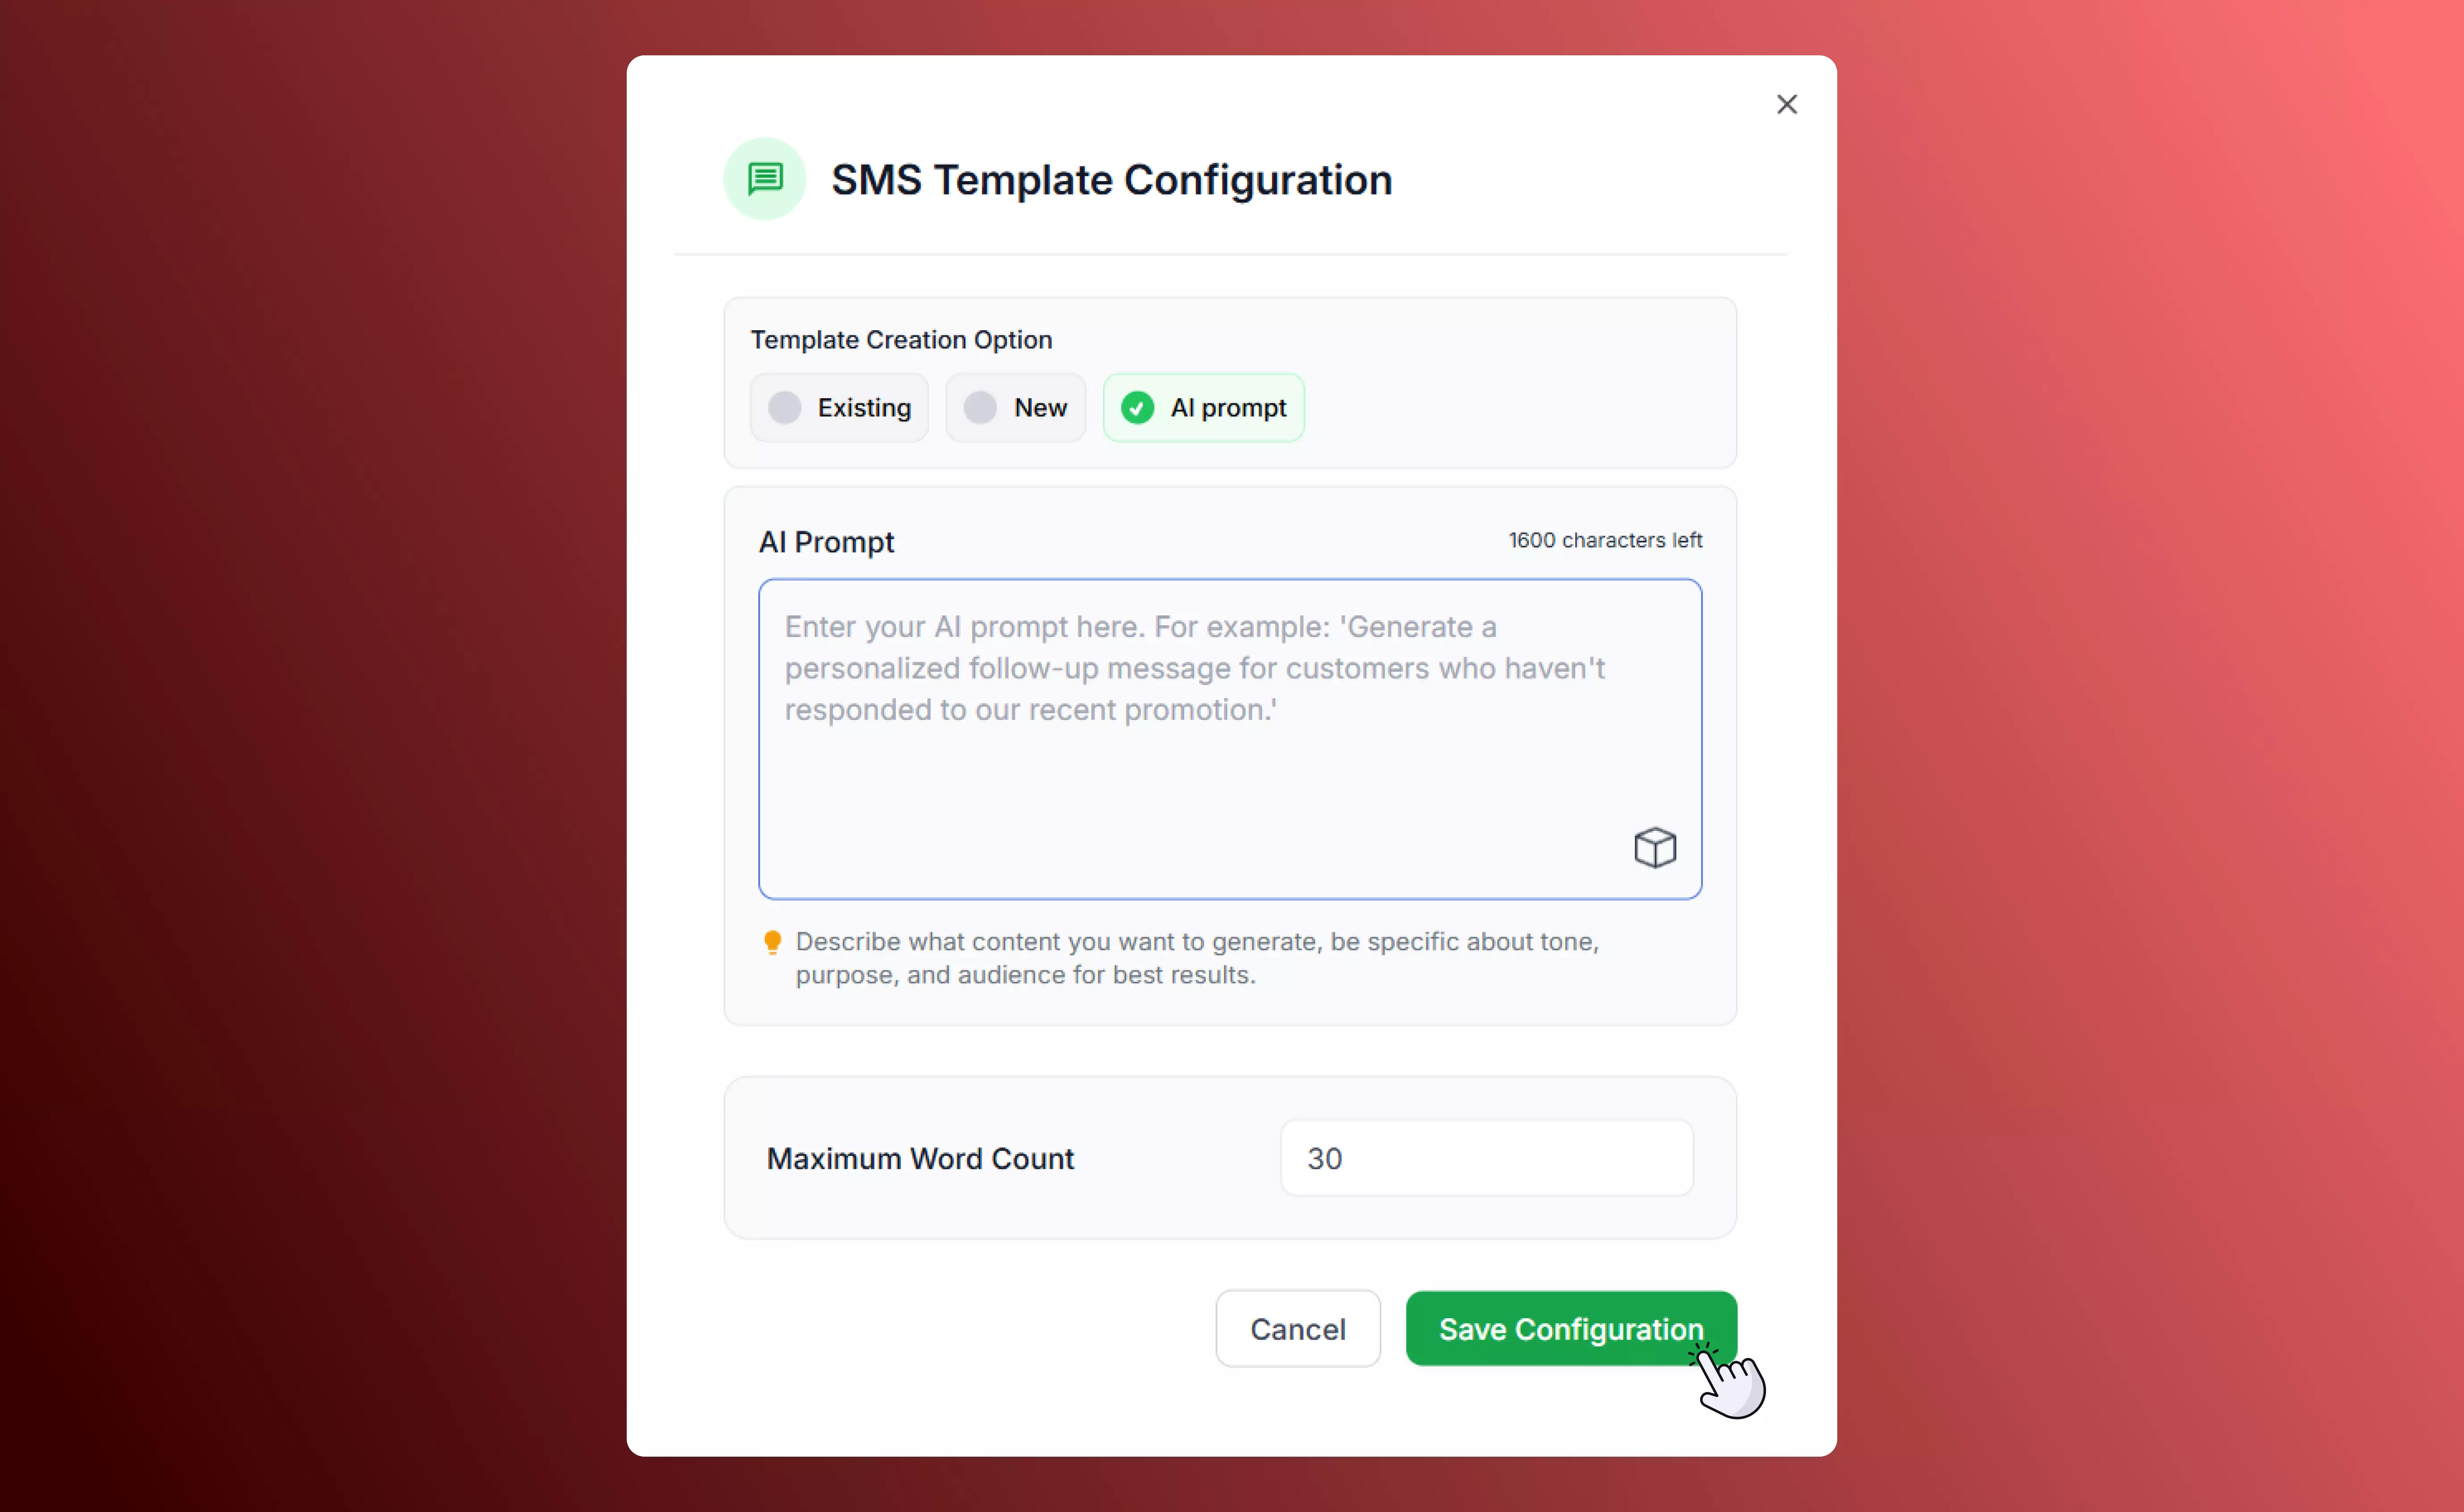 SMS Template Configuration
Template Creation Option
Existing
New
AI prompt
AI Prompt
1600 characters left
Enter your AI prompt here. For example: 'Generate a
personalized follow-up message for customers who haven't
responded to our recent promotion.'
Describe what content you want to generate, be specific about tone,
purpose, and audience for best results.
Maximum Word Count
30
Cancel
Save Configuration